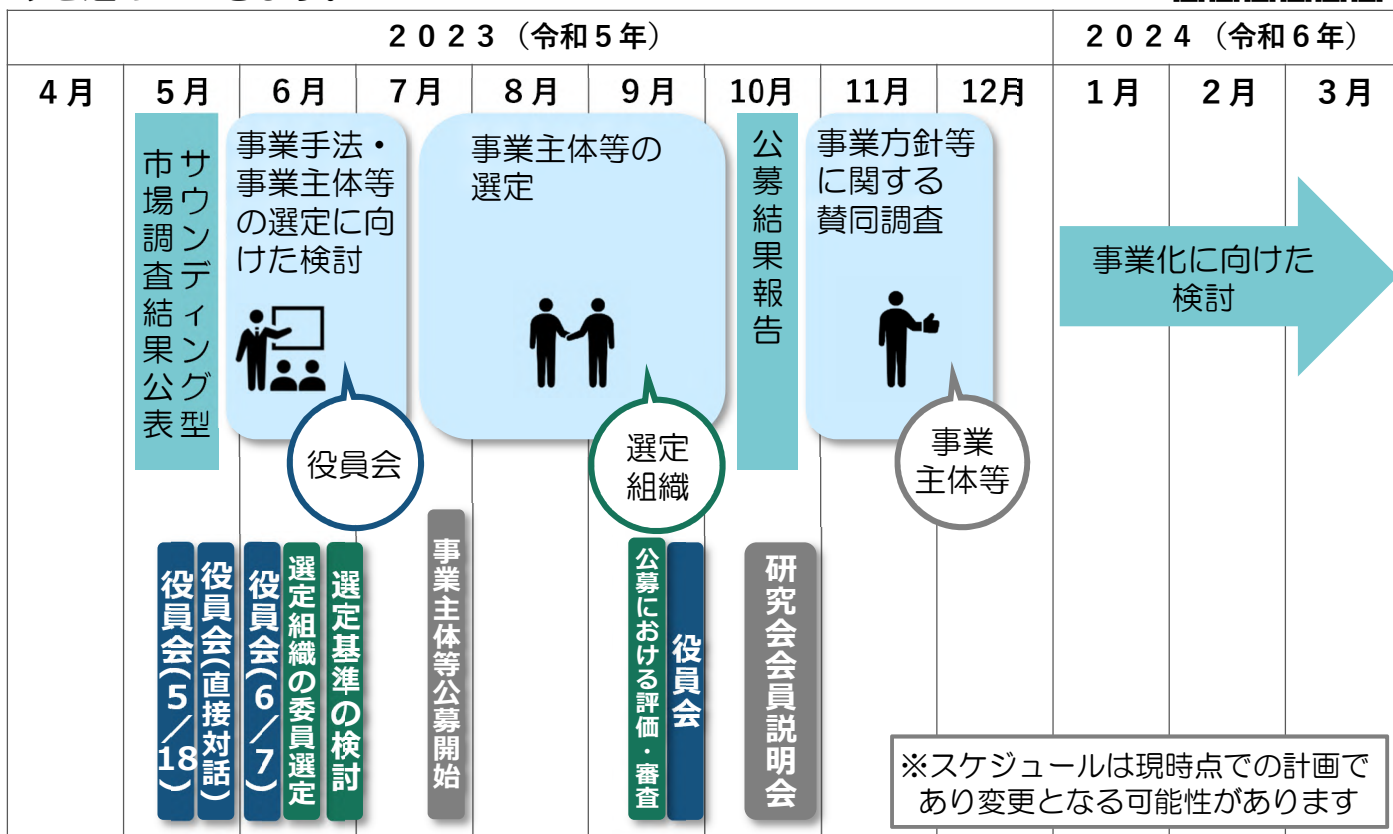 ２０２３（令和５年）
２０２４（令和６年）
４月
５月
６月
７月
８月
９月
10月
11月
12月
１月
２月
３月
サウンディング型
市場調査結果公表
事業手法・
事業主体等
の選定に向
けた検討
事業主体等の
選定
公募結果報告
事業方針等
に関する
賛同調査
事業化に向けた
検討
役員会
選定
組織
事業
主体等
役員会(5／18)
役員会(直接対話)
役員会(6／7)
選定組織の委員選定
選定基準の検討
事業主体等公募開始
公募における評価・審査
役員会
研究会会員説明会
※スケジュールは現時点での計画で
あり変更となる可能性があります